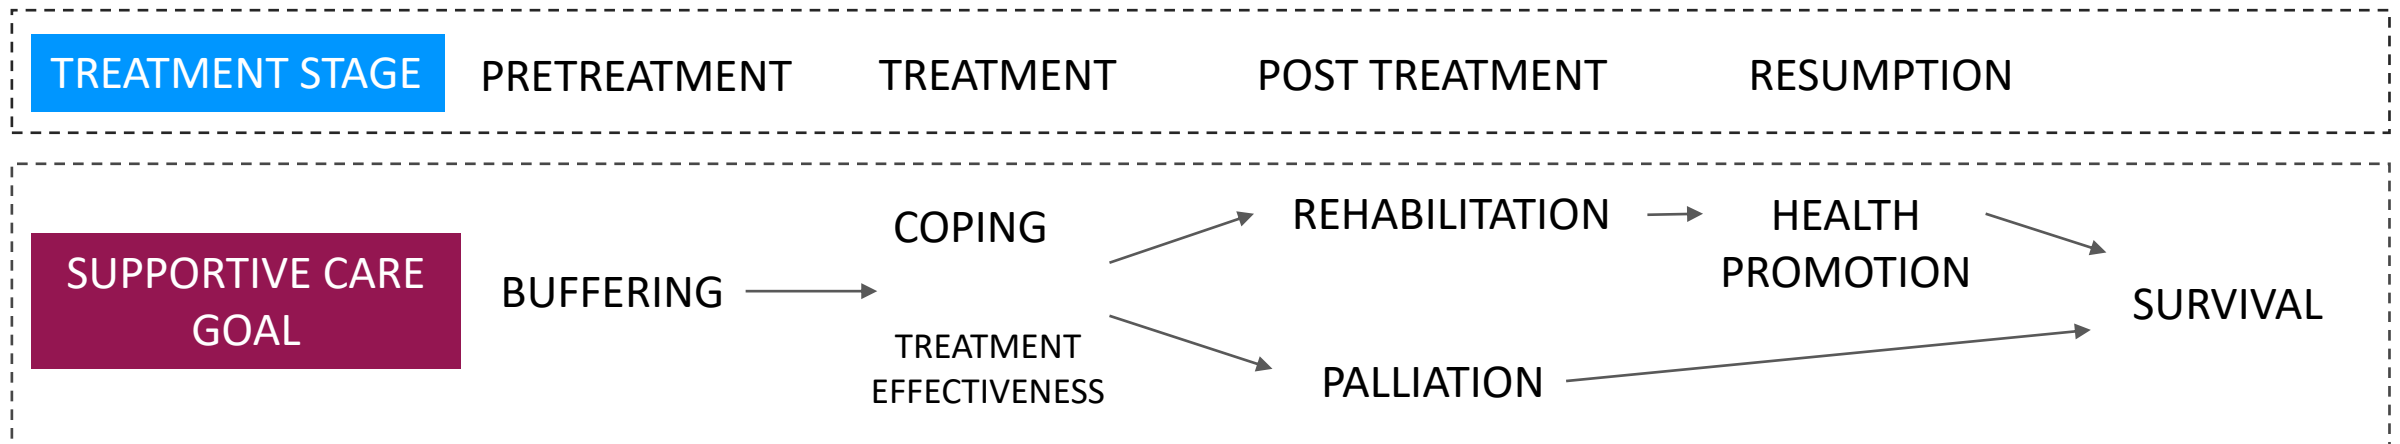 TREATMENT STAGE PRETREATMENT TREATMENT POST TREATMENT RESUMPTION
SUPPORTIVE CARE
GOAL
BUFFERING
COPING
TREATMENT
EFFECTIVENESS
REHABILITATION
PALLIATION
HEALTH
PROMOTION
SURVIVAL